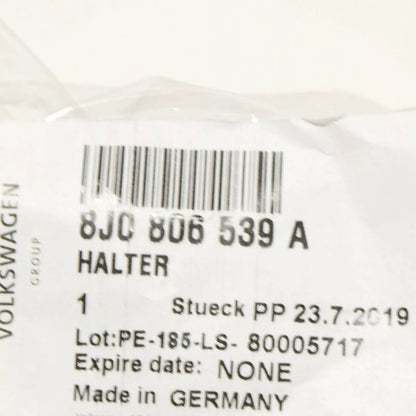 VOLKSWAGEN
GROUP
8J0 806 539 A
HALTER
1 Stueck PP 23.7.2019
Lot:PE-185-LS- 80005717
Expire date: NONE
Made in GERMANY